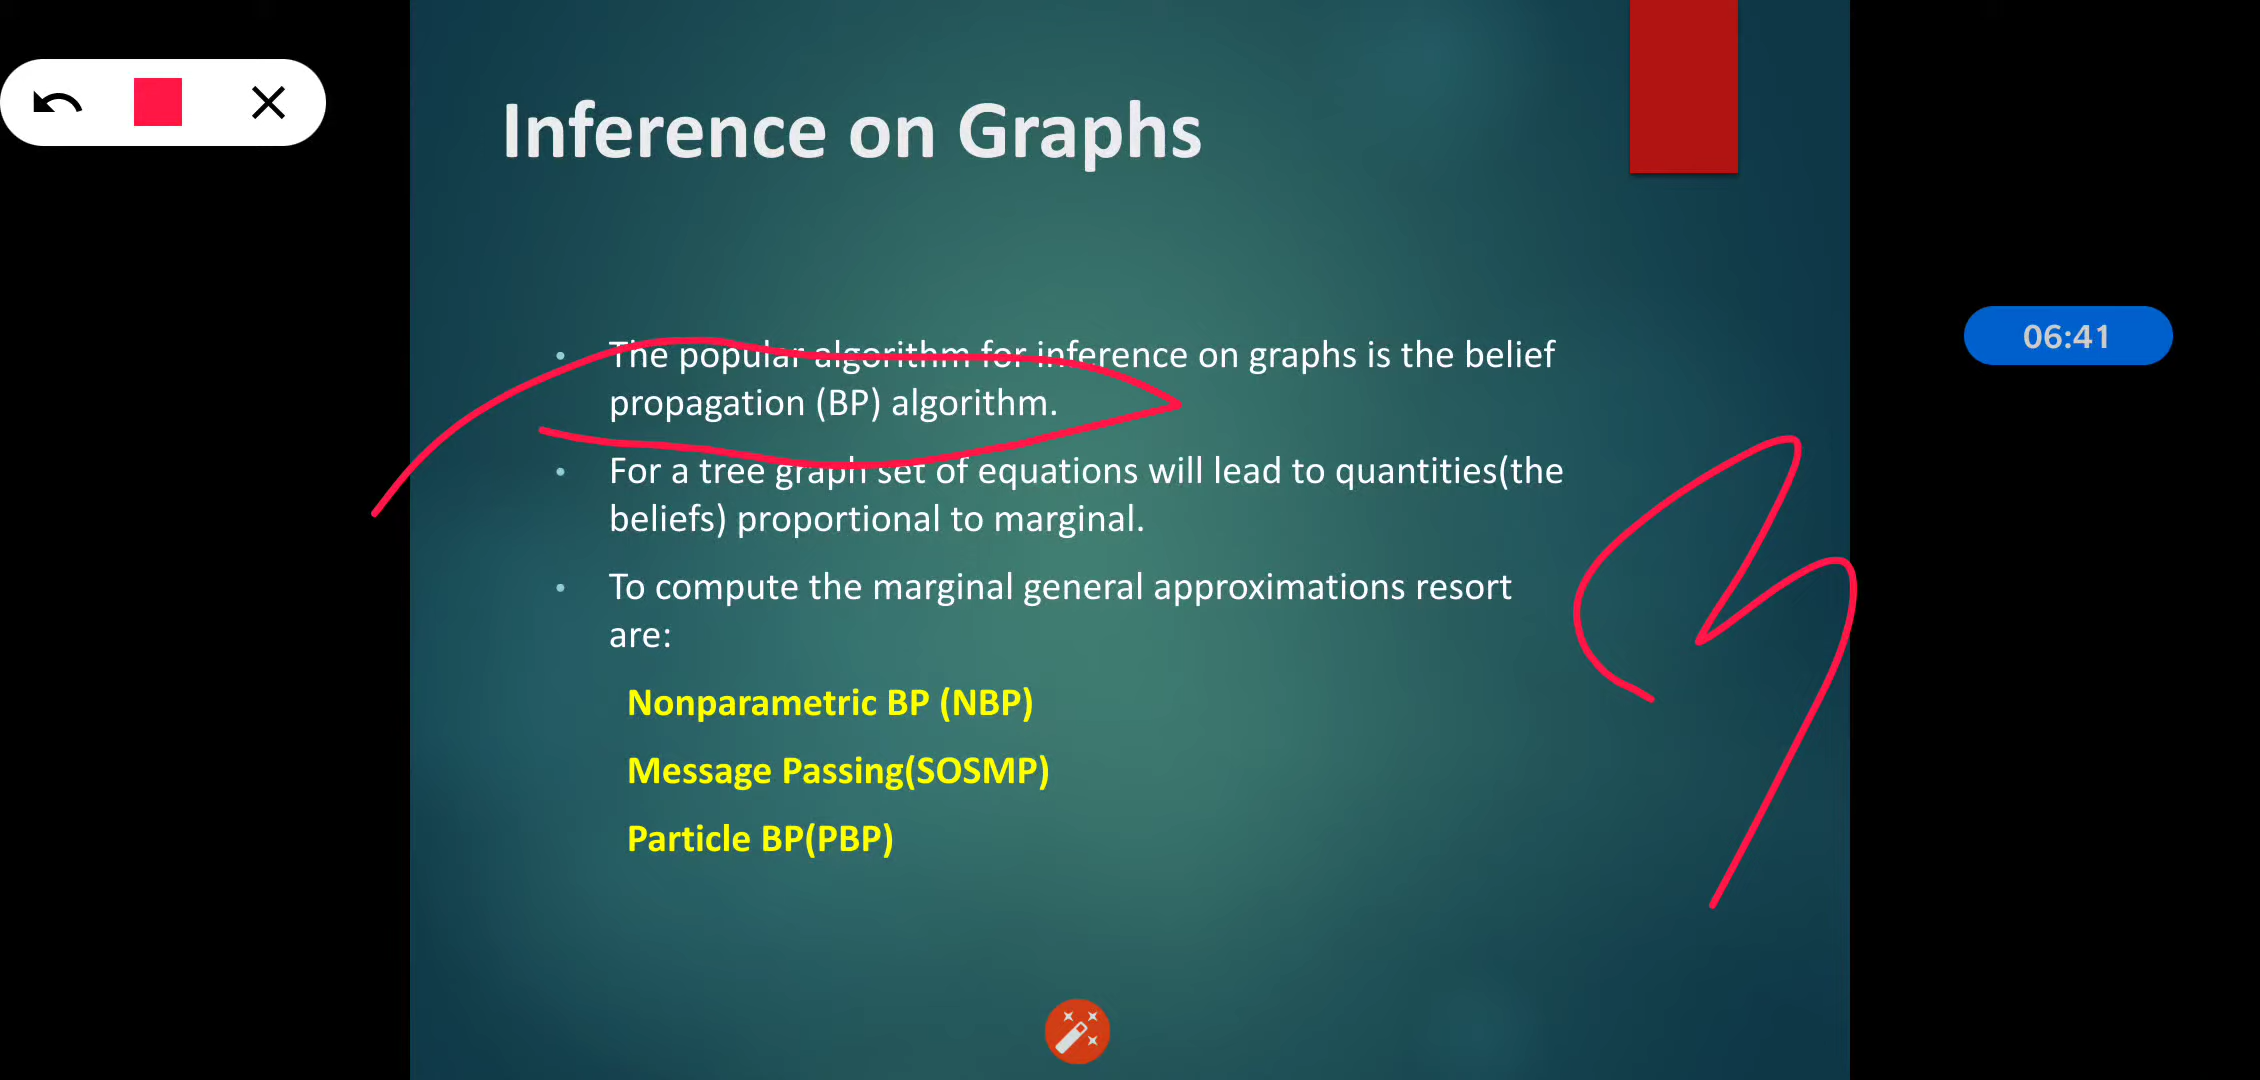 Inference on Graphs
06:41
• The popular algorithm for inference on graphs is the belief
propagation (BP) algorithm.
• For a tree graph set of equations will lead to quantities(the
beliefs) proportional to marginal.
• To compute the marginal general approximations resort
are:
Nonparametric BP (NBP)
Message Passing(SOSMP)
Particle BP(PBP)